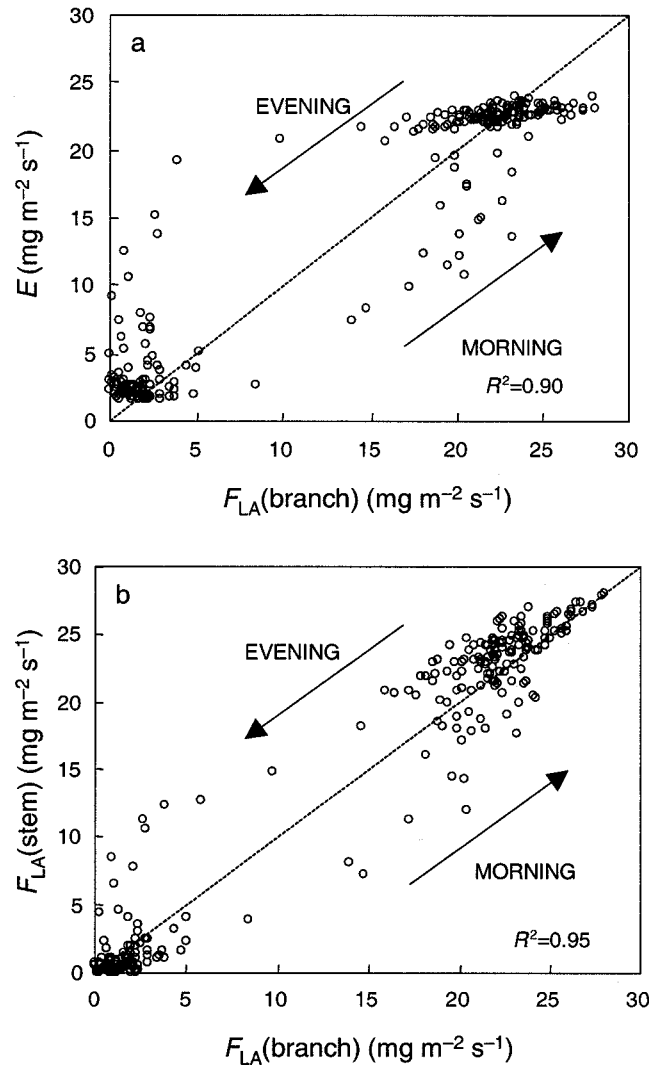 a
30
25
20
15
10
5
0
E (mg m⁻² s⁻¹)
EVENING
MORNING
R²=0.90
0 5 10 15 20 25 30
F_LA(branch) (mg m⁻² s⁻¹)
b
30
25
20
15
10
5
0
F_LA(stem) (mg m⁻² s⁻¹)
EVENING
MORNING
R²=0.95
0 5 10 15 20 25 30
F_LA(branch) (mg m⁻² s⁻¹)